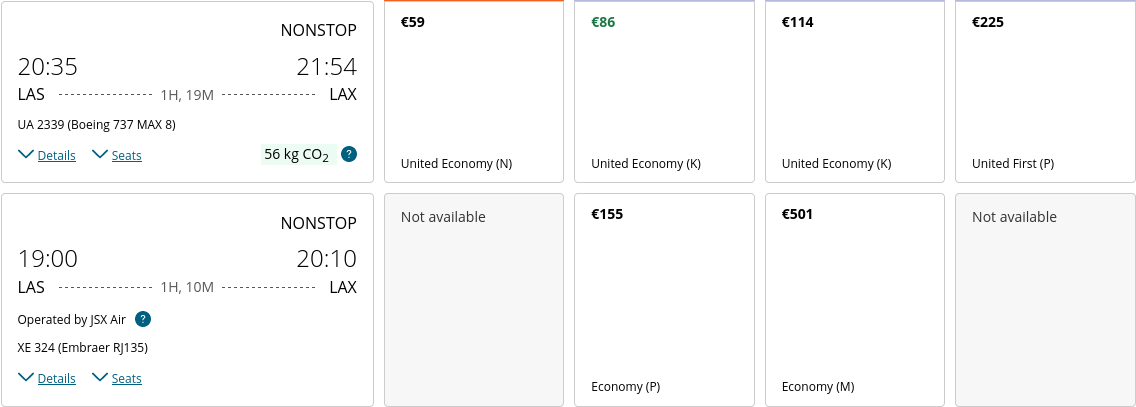 NONSTOP
20:35 21:54
LAS 1H, 19M LAX
UA 2339 (Boeing 737 MAX 8)
Details Seats 56 kg CO₂ ?
€59
United Economy (N)
€86
United Economy (K)
€114
United Economy (K)
€225
United First (P)
NONSTOP
19:00 20:10
LAS 1H, 10M LAX
Operated by JSX Air ?
XE 324 (Embraer RJ135)
Details Seats
Not available
€155
Economy (P)
€501
Economy (M)
Not available